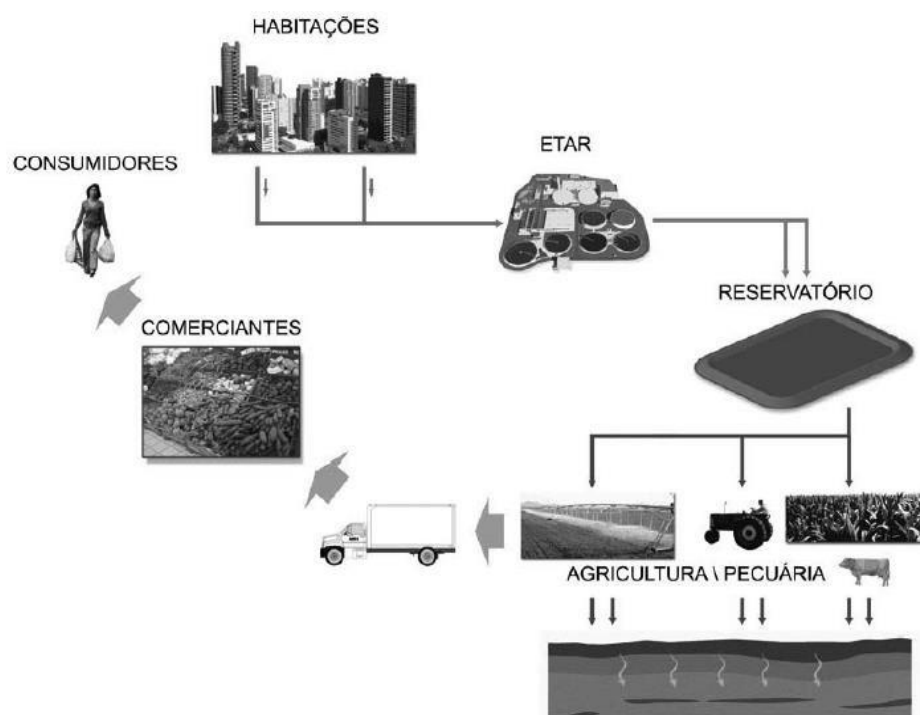 HABITAÇÕES
ETAR
CONSUMIDORES
RESERVATÓRIO
COMERCIANTES
AGRICULTURA \ PECUÁRIA